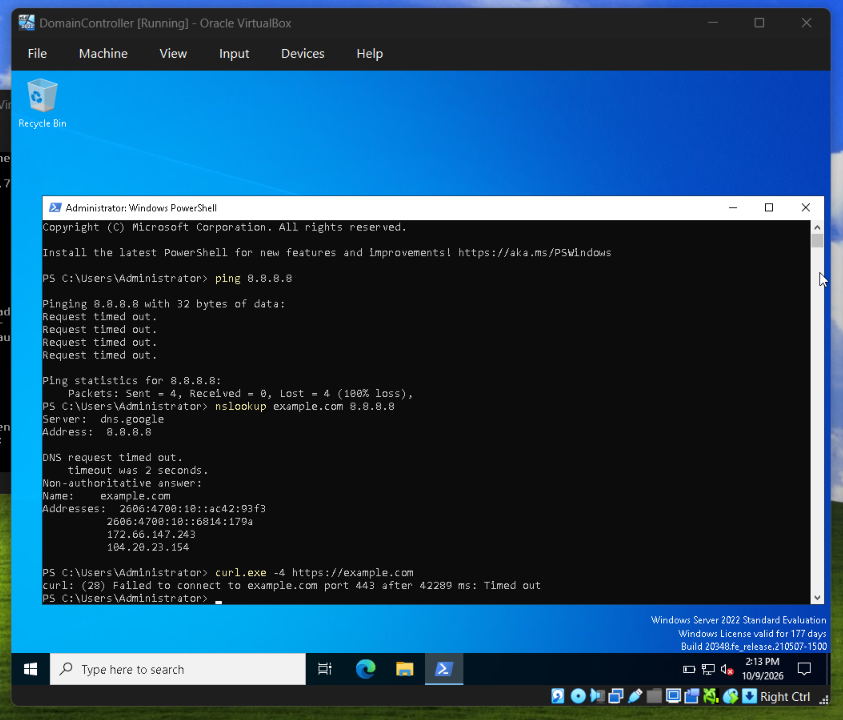 DomainController [Running] - Oracle VirtualBox
File Machine View Input Devices Help
Recycle Bin
Administrator: Windows PowerShell
Copyright (C) Microsoft Corporation. All rights reserved.
Install the latest PowerShell for new features and improvements! https://aka.ms/PSWindows
PS C:\Users\Administrator> ping 8.8.8.8
Pinging 8.8.8.8 with 32 bytes of data:
Request timed out.
Request timed out.
Request timed out.
Request timed out.
Ping statistics for 8.8.8.8:
    Packets: Sent = 4, Received = 0, Lost = 4 (100% loss),
PS C:\Users\Administrator> nslookup example.com 8.8.8.8
Server:  dns.google
Address:  8.8.8.8
DNS request timed out.
    timeout was 2 seconds.
Non-authoritative answer:
Name:    example.com
Addresses:  2606:4700:10::ac42:93f3
          2606:4700:10::6814:179a
          172.66.147.243
          104.20.23.154
PS C:\Users\Administrator> curl.exe -4 https://example.com
curl: (28) Failed to connect to example.com port 443 after 42289 ms: Timed out
PS C:\Users\Administrator>
Windows Server 2022 Standard Evaluation
Windows License valid for 177 days
Build 20348.fe_release.210507-1500
Type here to search
2:13 PM
10/9/2026
Right Ctrl